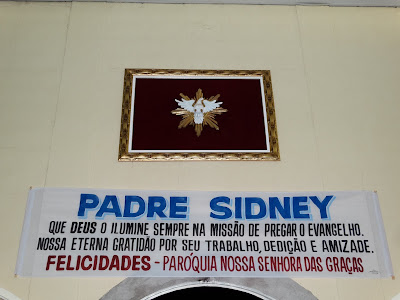 PADRE SIDNEY
QUE DEUS O ILUMINE SEMPRE NA MISSÃO DE PREGAR O EVANGELHO.
NOSSA ETERNA GRATIDÃO POR SEU TRABALHO, DEDIÇÃO E AMIZADE.
FELICIDADES - PARÓQUIA NOSSA SENHORA DAS GRAÇAS